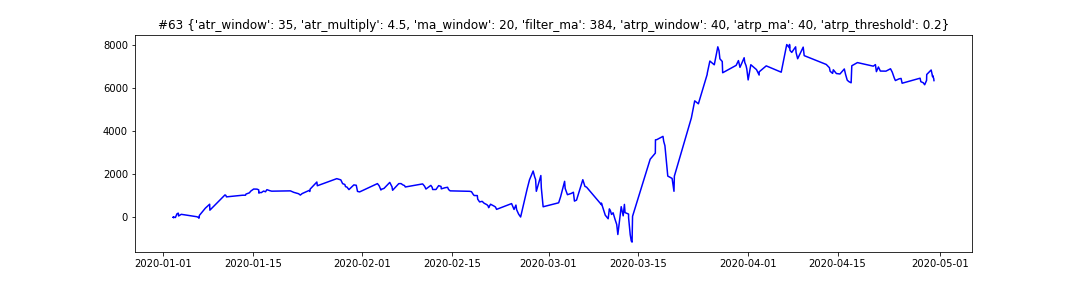 #63 {'atr_window': 35, 'atr_multiply': 4.5, 'ma_window': 20, 'filter_ma': 384, 'atrp_window': 40, 'atrp_ma': 40, 'atrp_threshold': 0.2}
8000
6000
4000
2000
0
2020-01-01 2020-01-15 2020-02-01 2020-02-15 2020-03-01 2020-03-15 2020-04-01 2020-04-15 2020-05-01